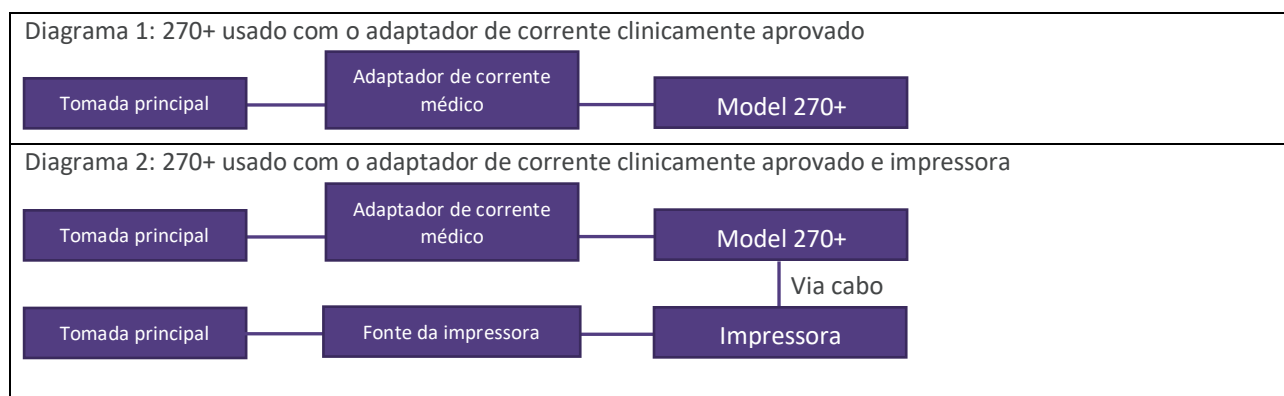 Diagrama 1: 270+ usado com o adaptador de corrente clinicamente aprovado
Tomada principal
Adaptador de corrente
médico
Model 270+
Diagrama 2: 270+ usado com o adaptador de corrente clinicamente aprovado e impressora
Tomada principal
Adaptador de corrente
médico
Model 270+
Via cabo
Tomada principal
Fonte da impressora
Impressora